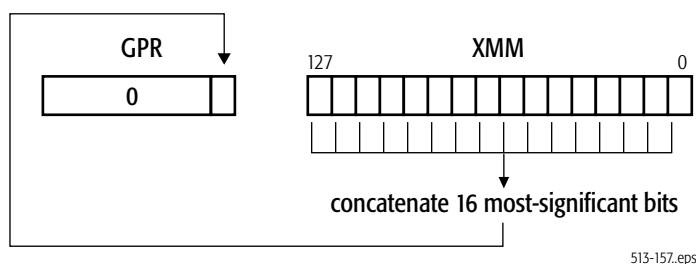 GPR XMM
127 0
0
concatenate 16 most-significant bits
513-157.eps